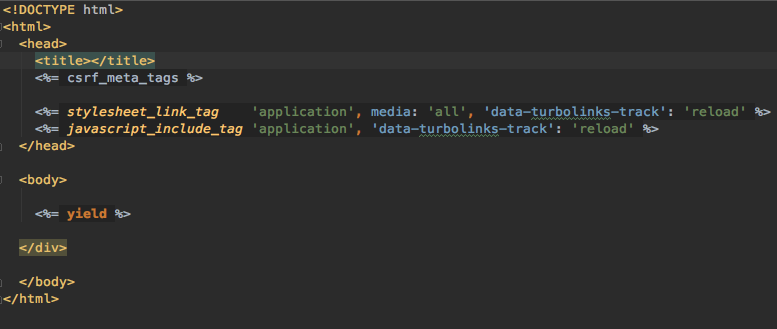 <!DOCTYPE html>
<html>
<head>
<title></title>
<%= csrf_meta_tags %>
<%= stylesheet_link_tag    'application', media: 'all', 'data-turbolinks-track': 'reload' %>
<%= javascript_include_tag 'application', 'data-turbolinks-track': 'reload' %>
</head>
<body>
<%= yield %>
</div>
</body>
</html>